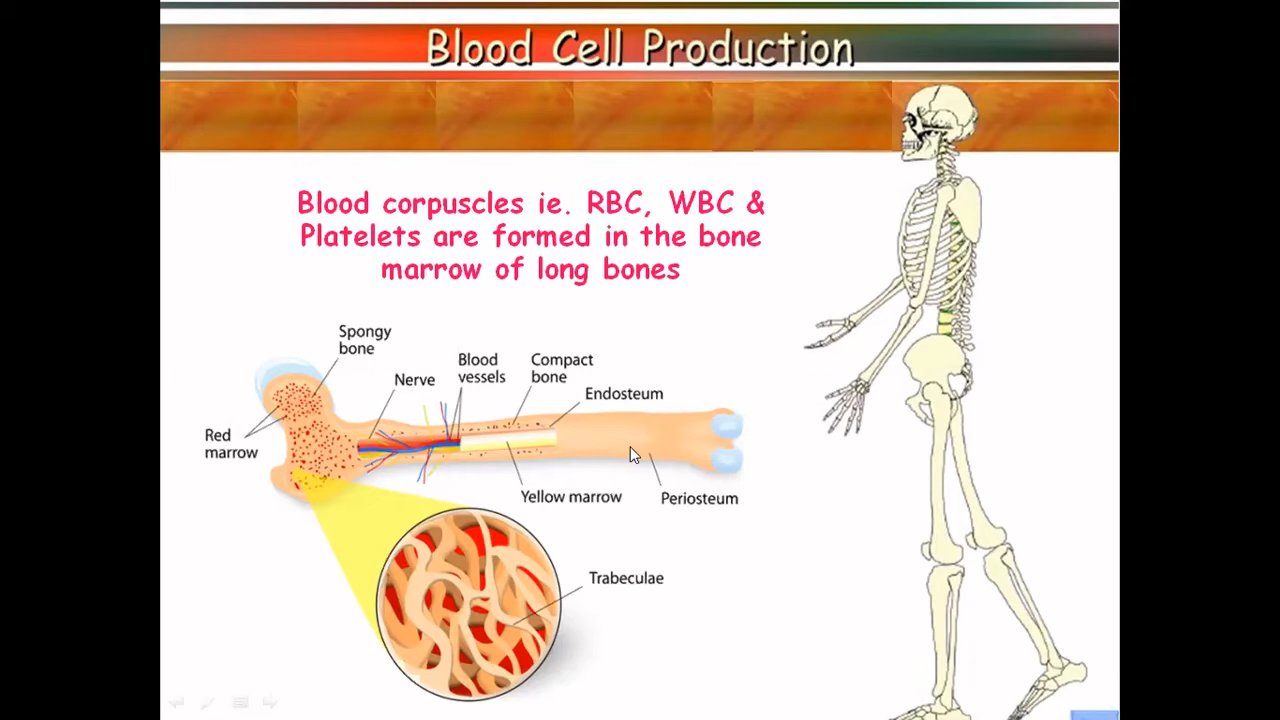 Blood Cell Production
Blood corpuscles ie. RBC, WBC &
Platelets are formed in the bone
marrow of long bones
Spongy
bone
Nerve
Blood
vessels
Compact
bone
Endosteum
Red
marrow
Yellow marrow
Periosteum
Trabeculae